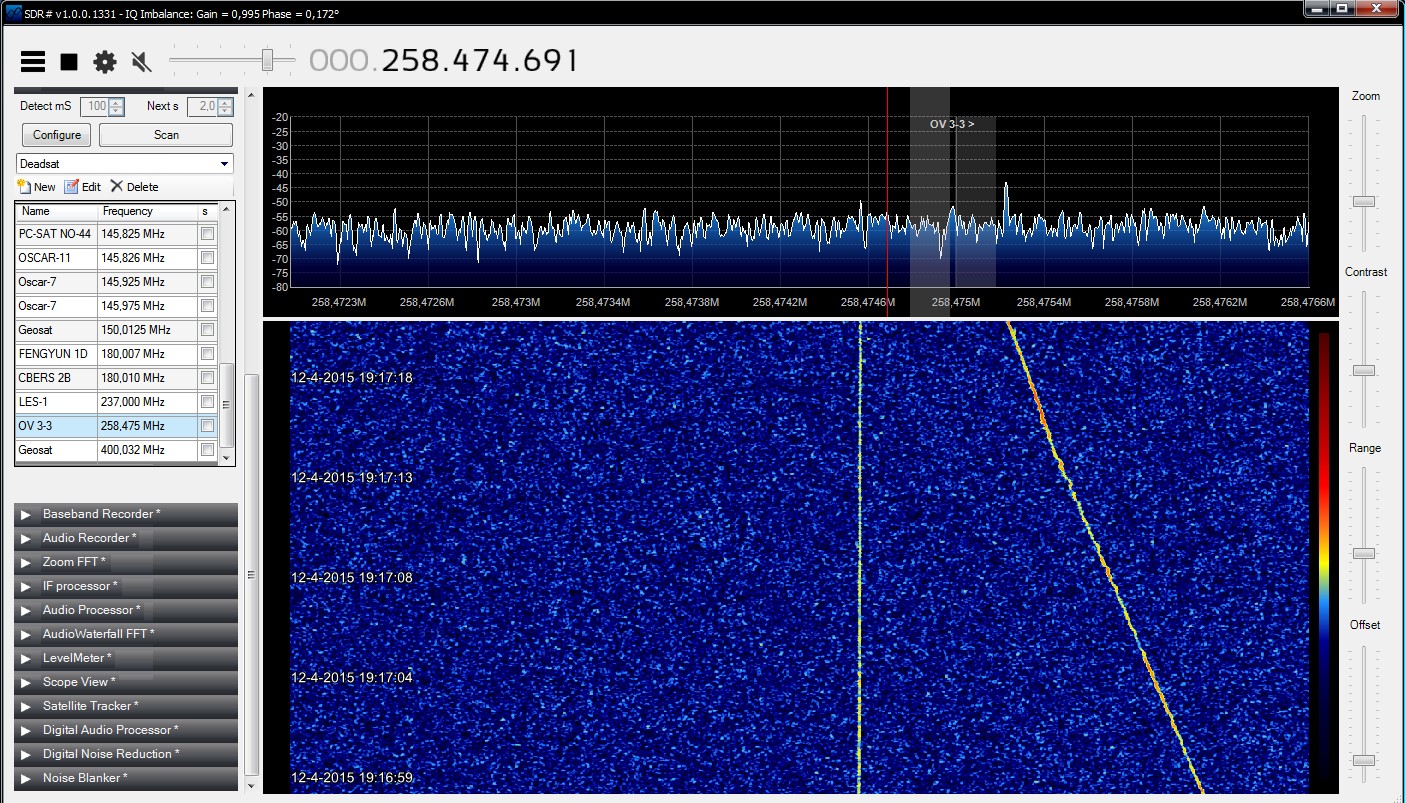 SDR# v1.0.0.1331 - IQ Imbalance: Gain = 0,995 Phase = 0,172°
000.258.474.691
Detect mS 100 Next s 2,0
Configure Scan
Deadsat
New Edit Delete
Name Frequency s
PC-SAT NO-44 145,825 MHz
OSCAR-11 145,826 MHz
Oscar-7 145,925 MHz
Oscar-7 145,975 MHz
Geosat 150,0125 MHz
FENGYUN 1D 180,007 MHz
CBERS 2B 180,010 MHz
LES-1 237,000 MHz
OV 3-3 258,475 MHz
Geosat 400,032 MHz
Baseband Recorder *
Audio Recorder *
Zoom FFT *
IF processor *
Audio Processor *
AudioWaterfall FFT *
LevelMeter *
Scope View *
Satellite Tracker *
Digital Audio Processor *
Digital Noise Reduction *
Noise Blanker *
OV 3-3 >
-20
-25
-30
-35
-40
-45
-50
-55
-60
-65
-70
-75
-80
258,4723M 258,4726M 258,473M 258,4734M 258,4738M 258,4742M 258,4746M 258,475M 258,4754M 258,4758M 258,4762M 258,4766M
12-4-2015 19:17:18
12-4-2015 19:17:13
12-4-2015 19:17:08
12-4-2015 19:17:04
12-4-2015 19:16:59
Zoom
Contrast
Range
Offset